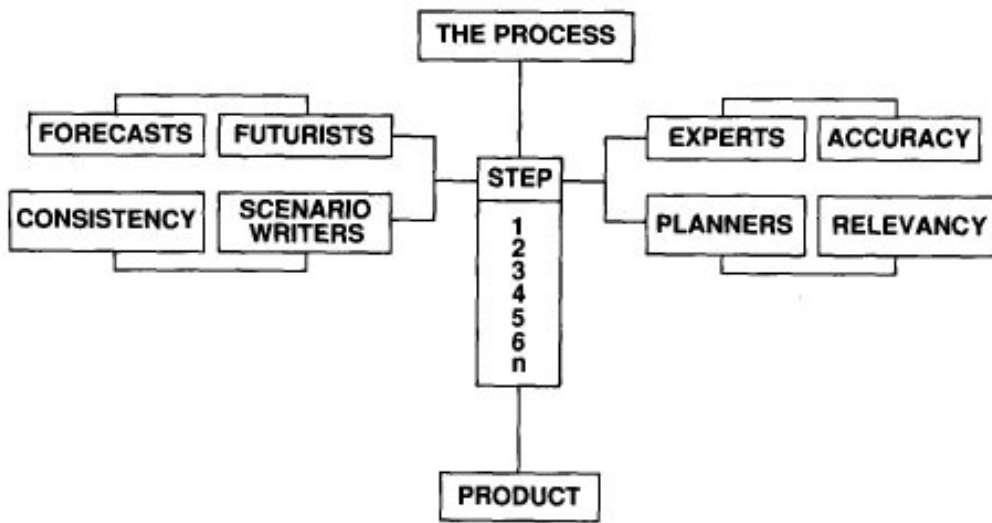 THE PROCESS
FORECASTS
FUTURISTS
CONSISTENCY
SCENARIO
WRITERS
STEP
1
2
3
4
5
6
n
EXPERTS
ACCURACY
PLANNERS
RELEVANCY
PRODUCT